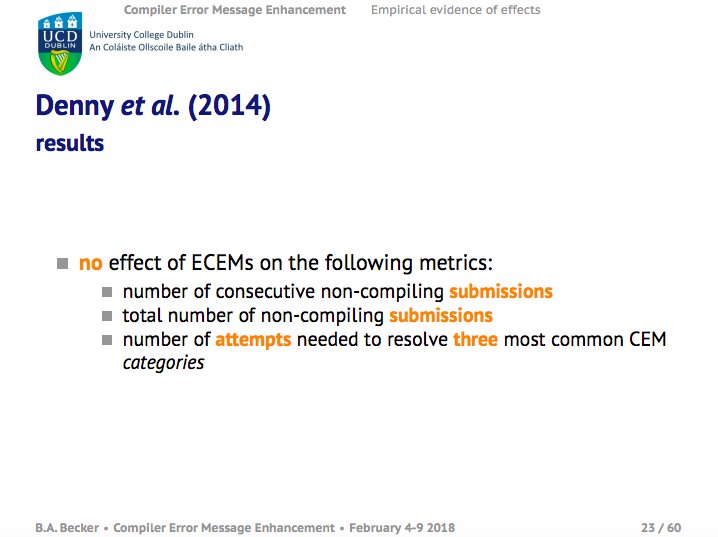 Compiler Error Message Enhancement Empirical evidence of effects
UCD
DUBLIN
University College Dublin
An Coláiste Ollscoile Baile átha Cliath
Denny et al. (2014)
results
no effect of ECEMs on the following metrics:
number of consecutive non-compiling submissions
total number of non-compiling submissions
number of attempts needed to resolve three most common CEM
categories
B.A. Becker • Compiler Error Message Enhancement • February 4-9 2018 23 / 60